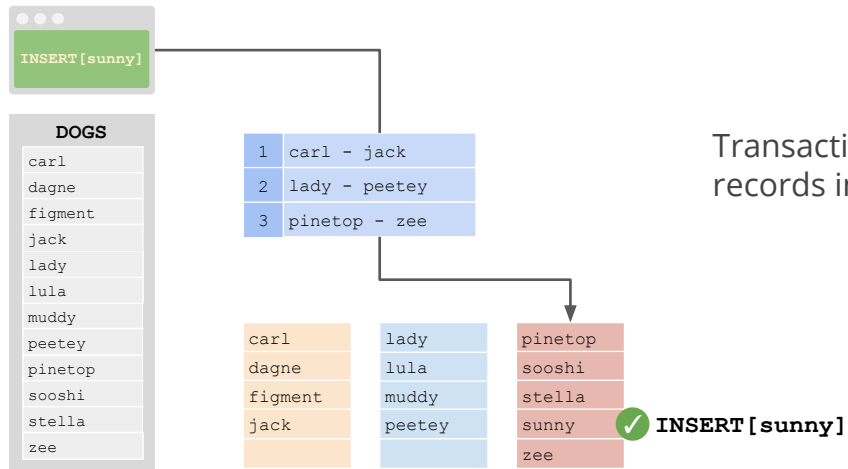 INSERT[sunny]
DOGS
carl
dagne
figment
jack
lady
lula
muddy
peetey
pinetop
sooshi
stella
zee
1 carl - jack
2 lady - peetey
3 pinetop - zee
records
carl
dagne
figment
jack
lady
lula
muddy
peetey
pinetop
sooshi
stella
sunny
zee
INSERT[sunny]